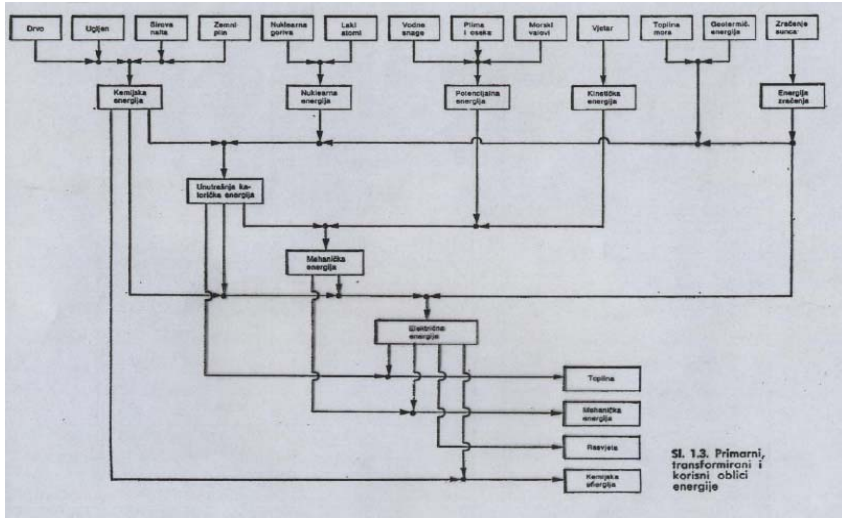 Drvo
Ugljen
Sirova
nafta
Zemni
plin
Nuklearna
goriva
Laki
atomi
Vodne
snage
Plima
i oseka
Morski
valovi
Vjetar
Toplina
mora
Geotermič.
energija
Zračenje
sunca
Kemijska
energija
Nuklearna
energija
Potencijalna
energija
Kinetička
energija
Energija
zračenja
Unutrašnja ka-
lorička energija
Mehanička
energija
Električna
energija
Toplina
Mehanička
energija
Rasvjeta
Kemijska
energija
Sl. 1.3. Primarni,
transformirani i
korisni oblici
energije